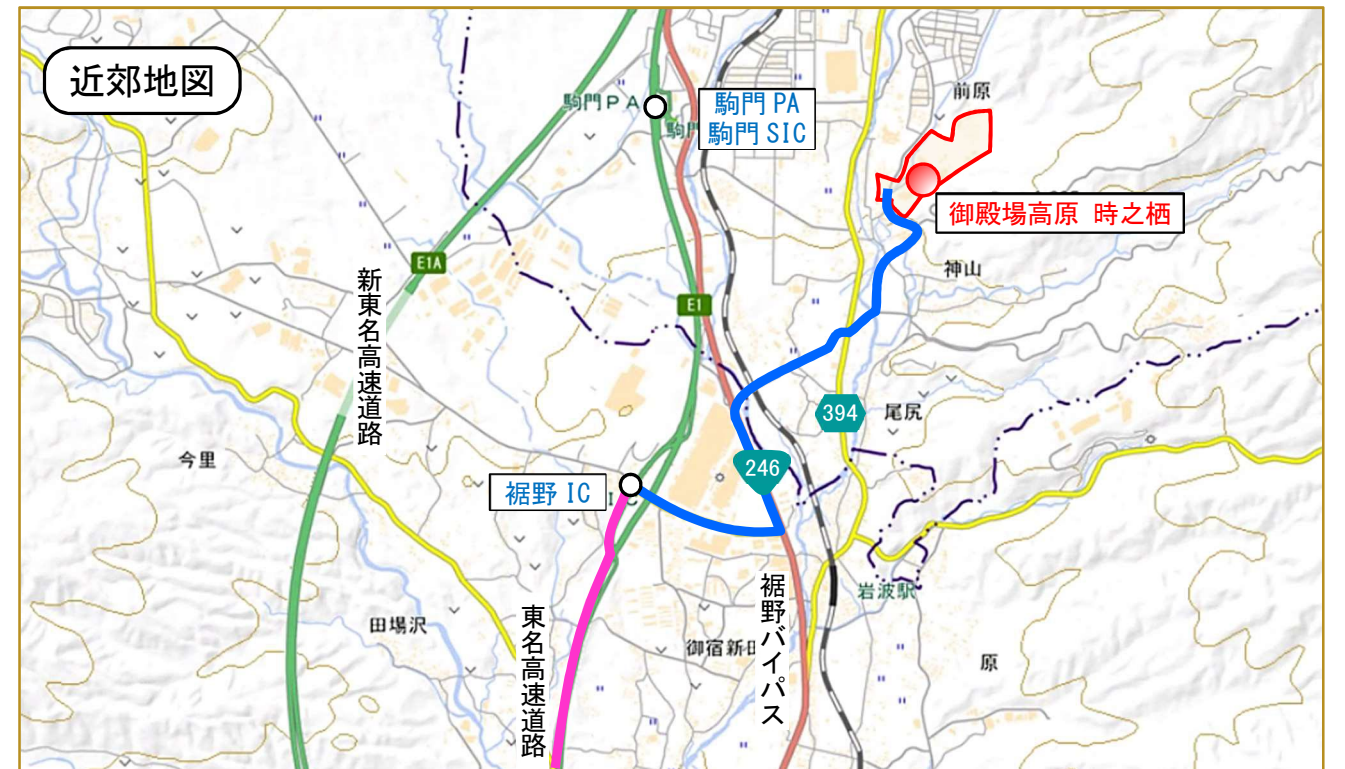 近郊地図
駒門PA
駒門 PA
駒門 SIC
前原
御殿場高原 時之栖
神山
E1A
E1
新東名高速道路
394
尾尻
246
今里
裾野 IC
東名高速道路
裾野バイパス
岩波駅
田場沢
御宿新田
原